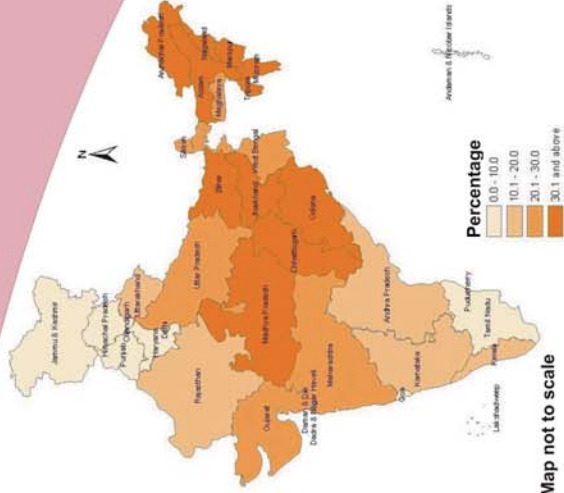 N
Jammu & Kashmir
Himachal Pradesh
Punjab
Chandigarh
Uttarakhand
Haryana
Delhi
Rajasthan
Uttar Pradesh
Bihar
Sikkim
Arunachal Pradesh
Assam
Nagaland
Meghalaya
Manipur
Tripura
Mizoram
West Bengal
Jharkhand
Odisha
Chhattisgarh
Madhya Pradesh
Gujarat
Daman & Diu
Dadra & Nagar Haveli
Maharashtra
Andhra Pradesh
Goa
Karnataka
Puducherry
Tamil Nadu
Kerala
Lakshadweep
Andaman & Nicobar Islands
Percentage
0.0 - 10.0
10.1 - 20.0
20.1 - 30.0
30.1 and above
Map not to scale